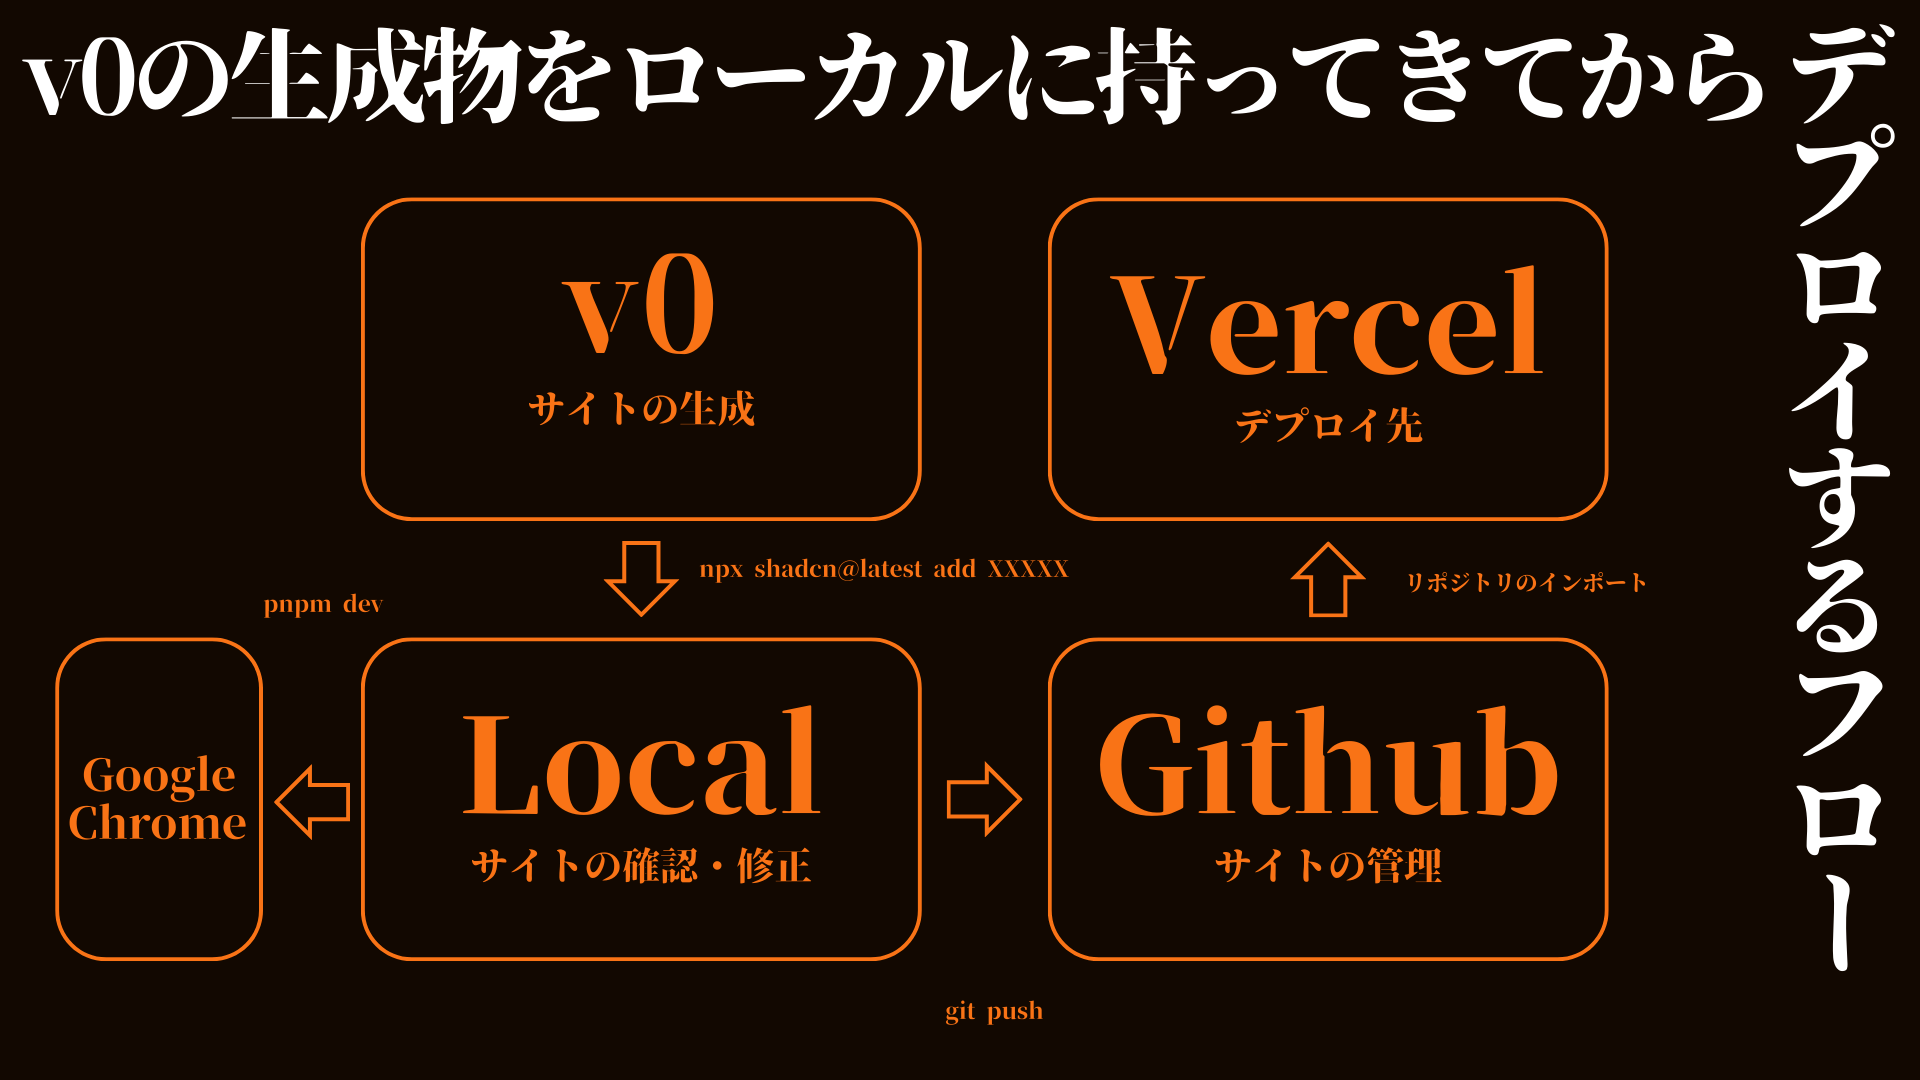 v0の生成物をローカルに持ってきてから
デプロイするフロー
v0
サイトの生成
Vercel
デプロイ先
npx shadcn@latest add XXXXX
リポジトリのインポート
pnpm dev
Google
Chrome
Local
サイトの確認・修正
Github
サイトの管理
git push